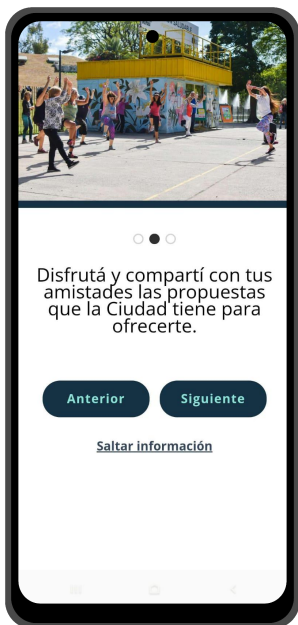 Disfrutá y compartí con tus
amistades las propuestas
que la Ciudad tiene para
ofrecerte.
Anterior
Siguiente
Saltar información